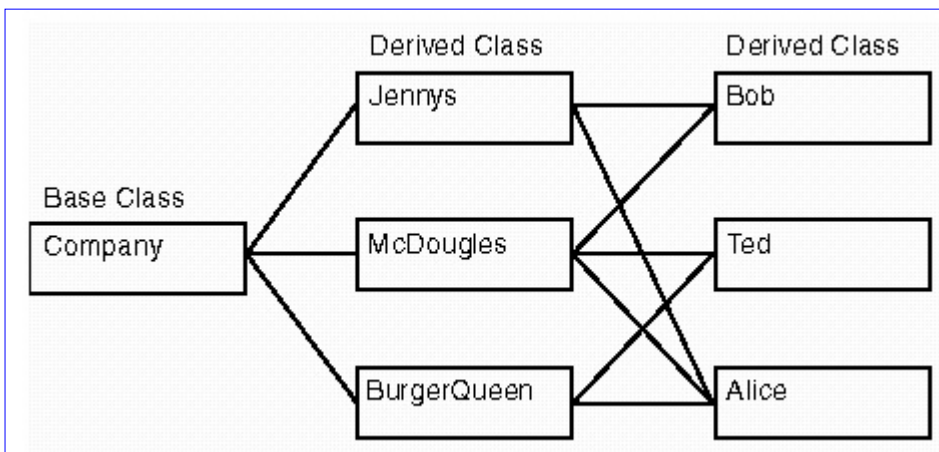 Derived Class
Derived Class
Jennys
Bob
Base Class
Company
McDougles
Ted
BurgerQueen
Alice